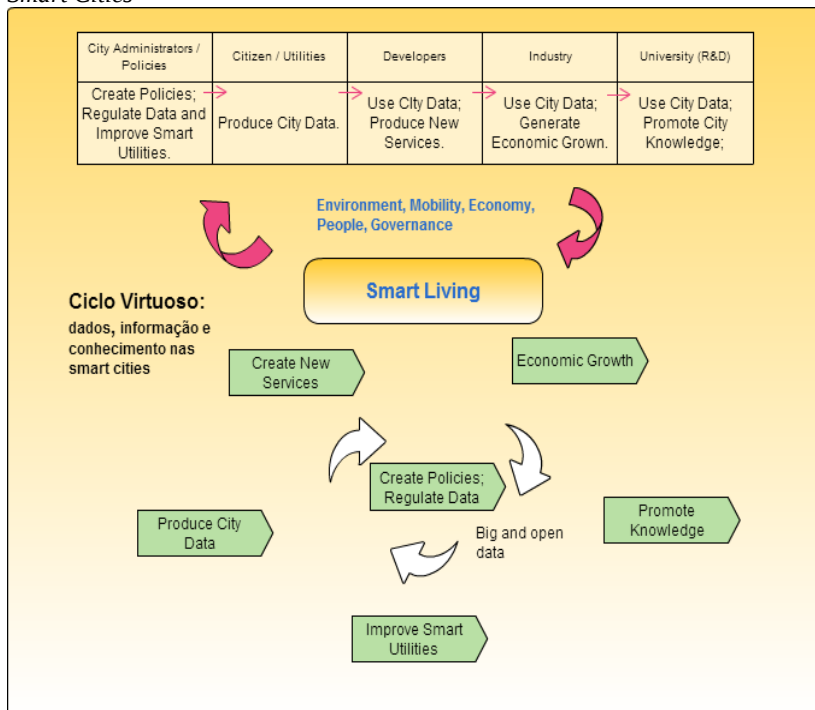 Smart Cities
City Administrators /
Policies
Citizen / Utilities
Developers
Industry
University (R&D)
Create Policies;
Regulate Data and
Improve Smart
Utilities.
Produce City Data.
Use CIty Data;
Produce New
Services.
Use City Data;
Generate
Economic Grown.
Use City Data;
Promote City
Knowledge;
Environment, Mobility, Economy,
People, Governance
Smart Living
Ciclo Virtuoso:
dados, informação e
conhecimento nas
smart cities
Create New
Services
Economic Growth
Create Policies;
Regulate Data
Produce City
Data
Big and open
data
Promote
Knowledge
Improve Smart
Utilities